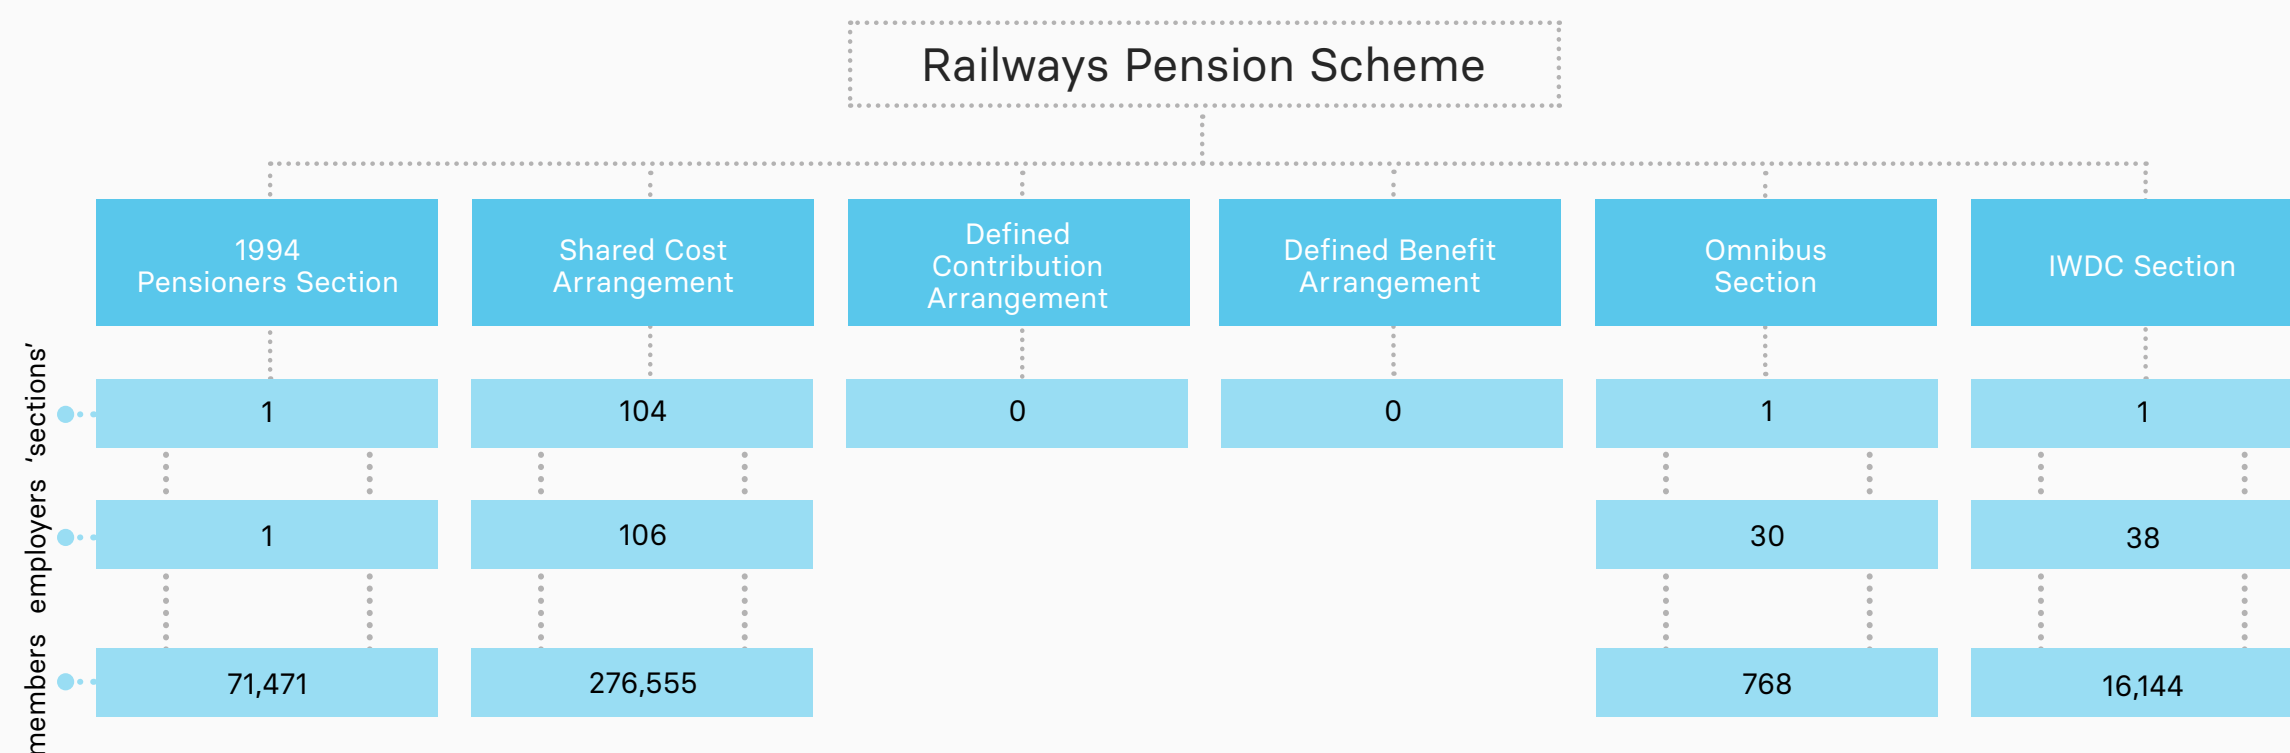 Railways Pension Scheme
1994
Pensioners Section
Shared Cost
Arrangement
Defined
Contribution
Arrangement
Defined Benefit
Arrangement
Omnibus
Section
IWDC Section
‘sections’
1
104
0
0
1
1
employers
1
106
30
38
members
71,471
276,555
768
16,144